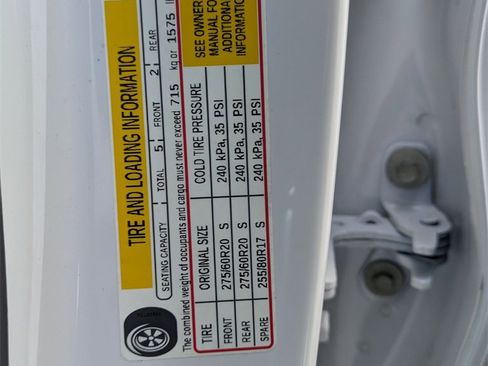 TIRE AND LOADING INFORMATION
SEATING CAPACITY TOTAL 5 FRONT 2 REAR
The combined weight of occupants and cargo must never exceed 715 kg or 1575
TIRE ORIGINAL SIZE COLD TIRE PRESSURE
FRONT 275/60R20 S 240 kPa, 35 PSI
REAR 275/60R20 S 240 kPa, 35 PSI
SPARE 255/80R17 S 240 kPa, 35 PSI
SEE OWNER
MANUAL FO
ADDITIONA
INFORMATI